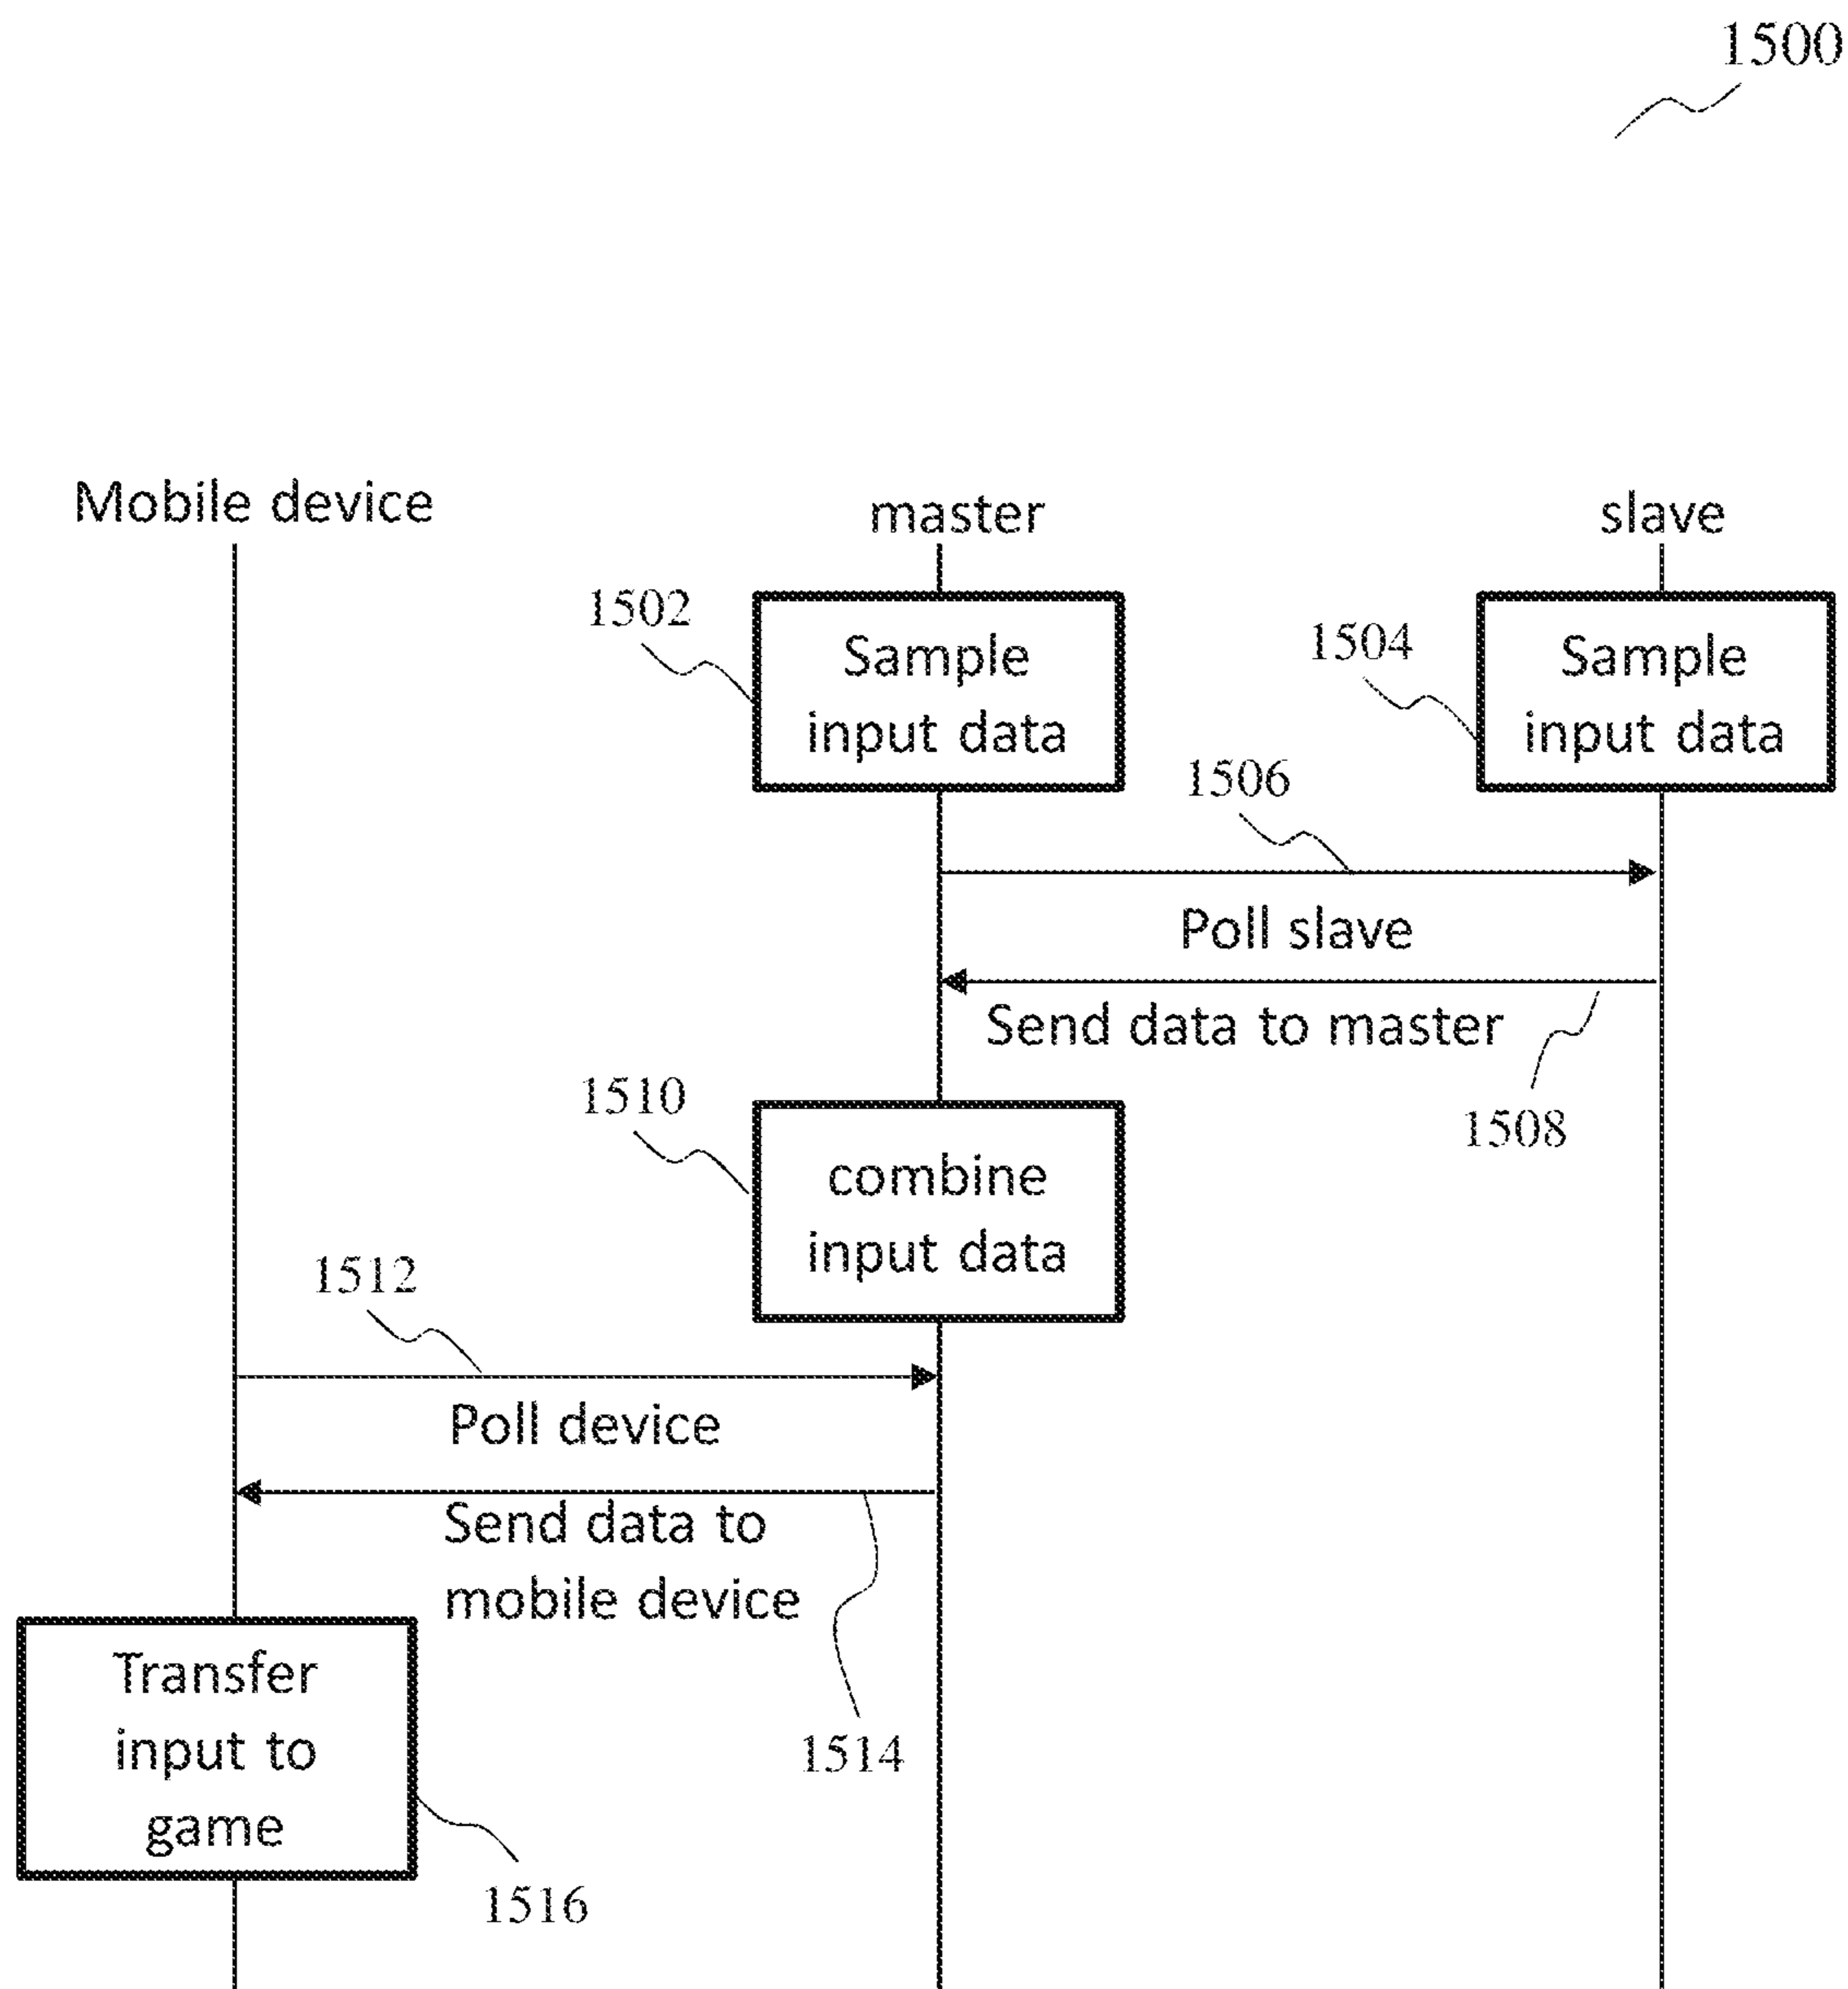 1500
Mobile device
master
slave
1502
Sample
input data
1504
Sample
input data
1506
Poll slave
Send data to master
1508
1510
combine
input data
1512
Poll device
Send data to
mobile device
1514
Transfer
input to
game
1516